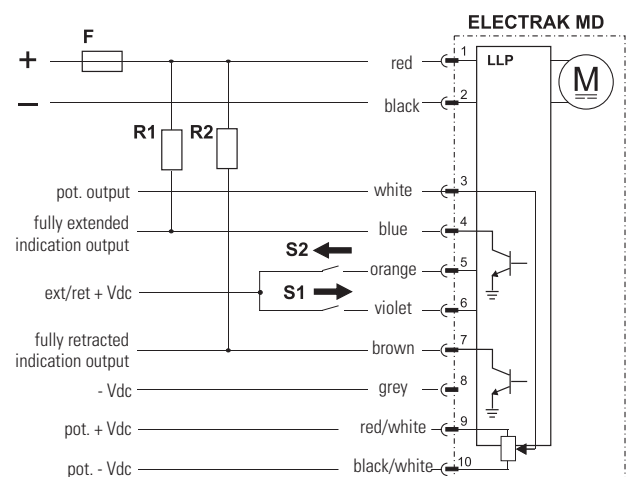 ELECTRAK MD
F
+
red
1
LLP
M
–
black
2
R1
R2
pot. output
white
3
fully extended
indication output
blue
4
S2
orange
5
ext/ret + Vdc
S1
violet
6
fully retracted
indication output
brown
7
- Vdc
grey
8
pot. + Vdc
red/white
9
pot. - Vdc
black/white
10